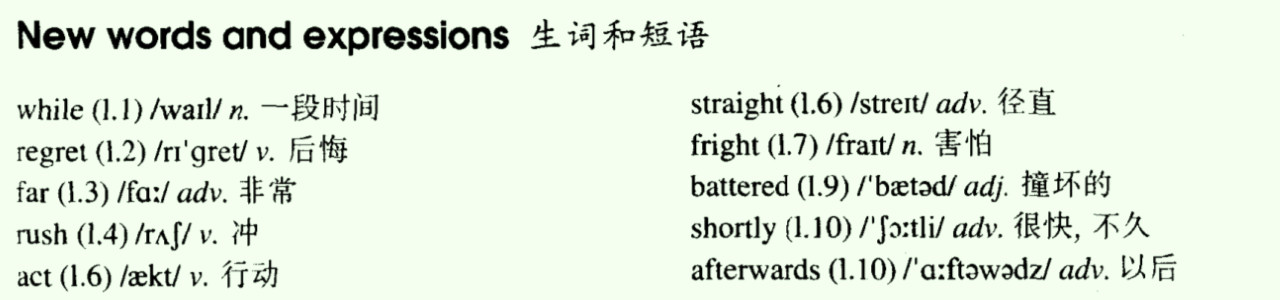 New words and expressions 生词和短语
while (l.1) /waɪl/ n. 一段时间
regret (l.2) /rɪˈgret/ v. 后悔
far (l.3) /fɑː/ adv. 非常
rush (l.4) /rʌʃ/ v. 冲
act (l.6) /ækt/ v. 行动
straight (l.6) /streɪt/ adv. 径直
fright (l.7) /fraɪt/ n. 害怕
battered (l.9) /ˈbætəd/ adj. 撞坏的
shortly (l.10) /ˈʃɔːtli/ adv. 很快, 不久
afterwards (l.10) /ˈɑːftəwədz/ adv. 以后